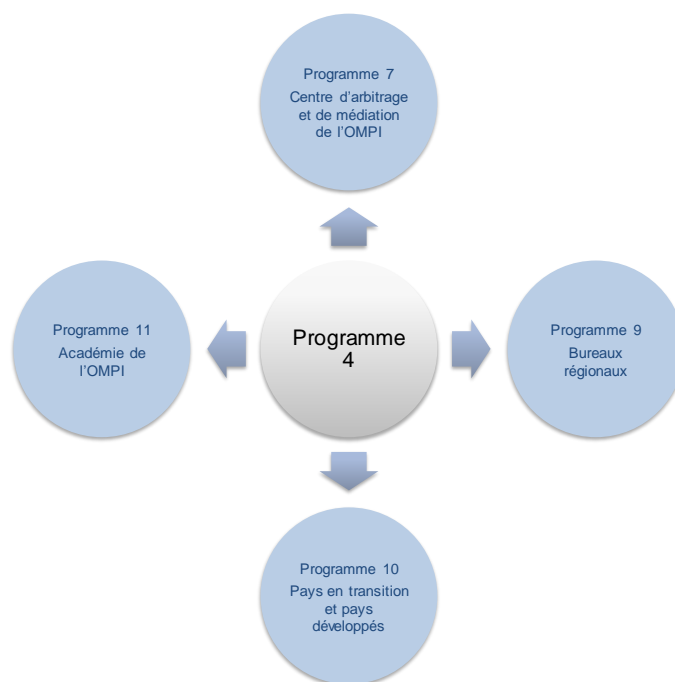 Programme 7
Centre d'arbitrage
et de médiation
de l'OMPI
Programme 11
Académie de
l'OMPI
Programme
4
Programme 9
Bureaux
régionaux
Programme 10
Pays en transition
et pays
développés